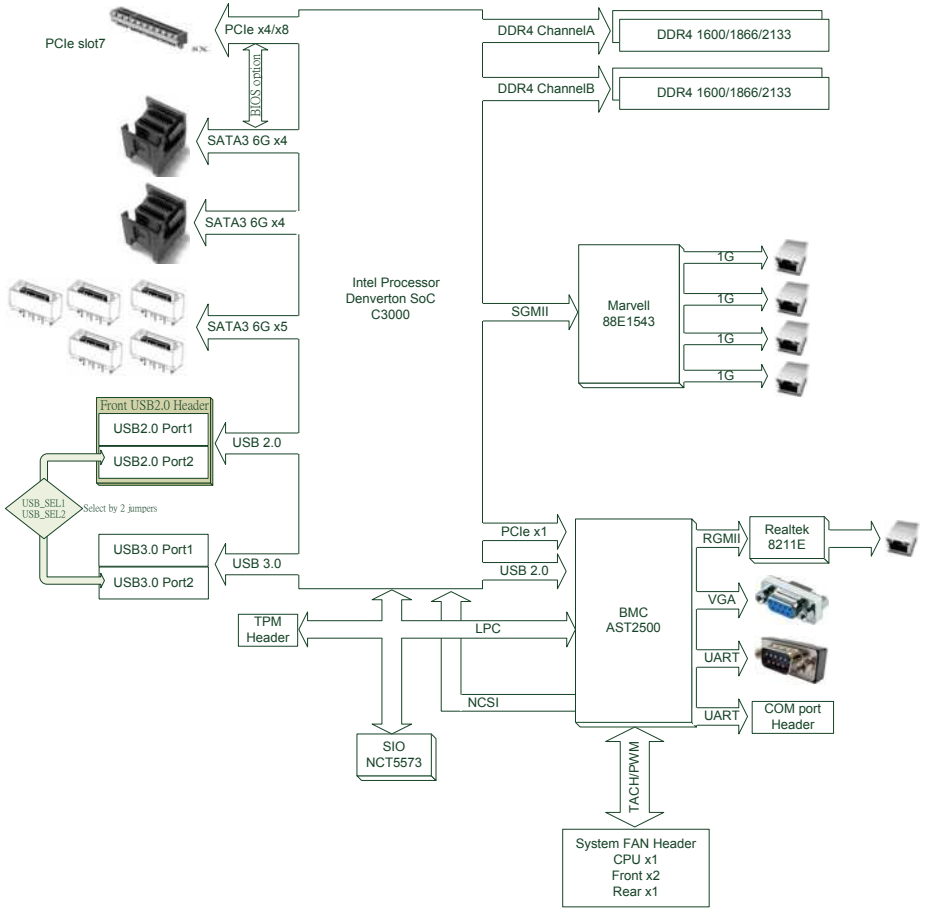 PCIe slot7
PCIe x4/x8
BIOS option
SATA3 6G x4
SATA3 6G x4
SATA3 6G x5
Front USB2.0 Header
USB2.0 Port1
USB2.0 Port2
USB 2.0
USB_SEL1
USB_SEL2
Select by 2 jumpers
USB3.0 Port1
USB3.0 Port2
USB 3.0
Intel Processor
Denverton SoC
C3000
DDR4 ChannelA
DDR4 1600/1866/2133
DDR4 ChannelB
DDR4 1600/1866/2133
SGMII
Marvell
88E1543
1G
1G
1G
1G
PCIe x1
USB 2.0
BMC
AST2500
RGMII
Realtek
8211E
VGA
UART
UART
COM port
Header
TPM
Header
LPC
NCSI
SIO
NCT5573
TACH/PWM
System FAN Header
CPU x1
Front x2
Rear x1